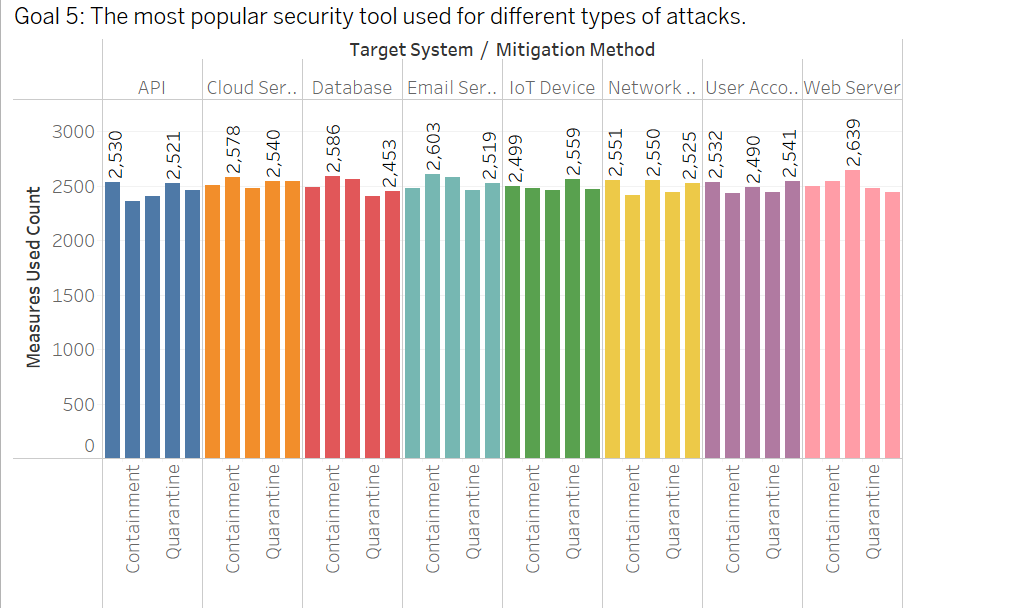 Goal 5: The most popular security tool used for different types of attacks.
Target System / Mitigation Method
API Cloud Ser.. Database Email Ser.. IoT Device Network .. User Acco.. Web Server
Measures Used Count
3000
2500
2000
1500
1000
500
0
2,530 2,521 2,578 2,540 2,586 2,453 2,603 2,519 2,499 2,559 2,551 2,550 2,525 2,532 2,490 2,541 2,639
Containment Quarantine Containment Quarantine Containment Quarantine Containment Quarantine Containment Quarantine Containment Quarantine Containment Quarantine Containment Quarantine